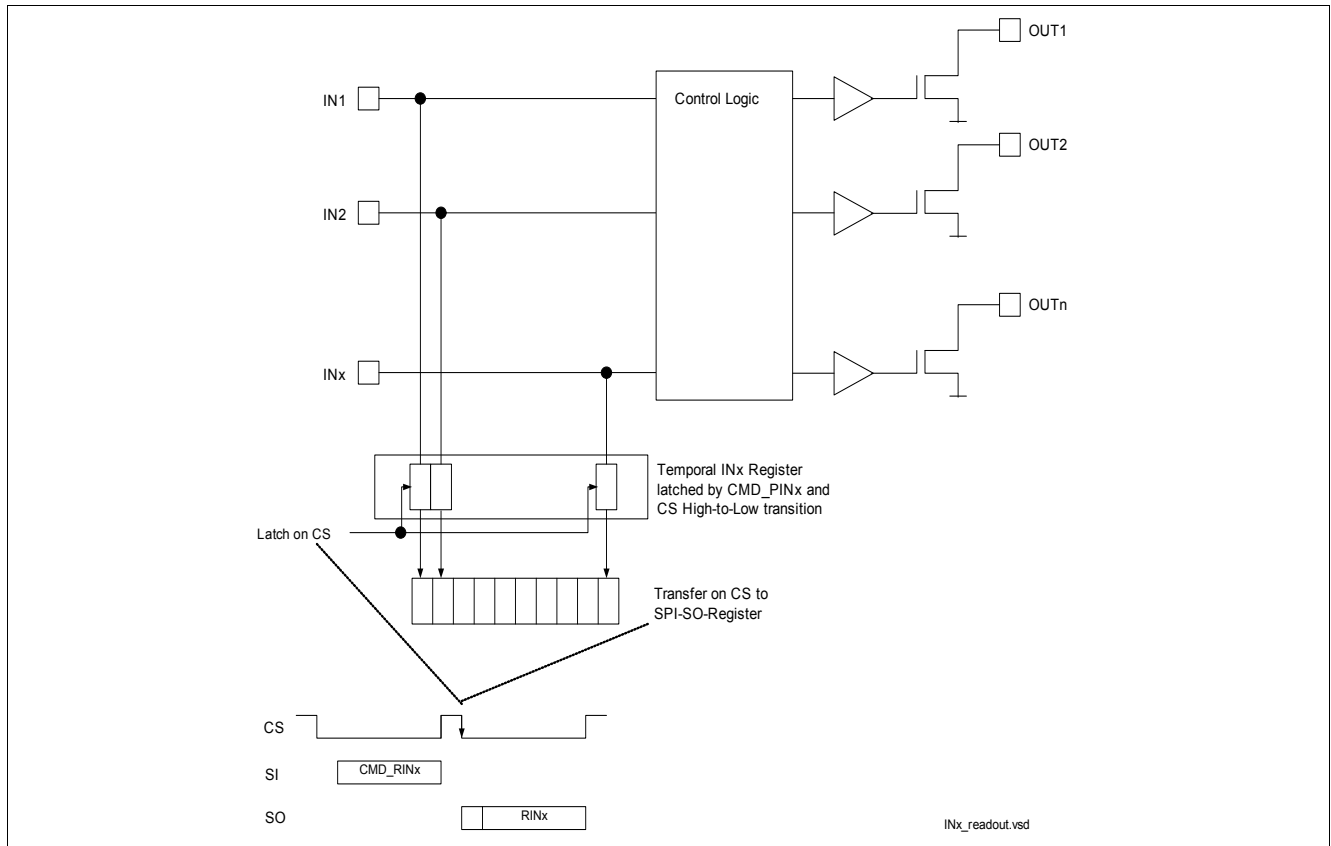 OUT1
IN1
Control Logic
OUT2
IN2
OUTn
INx
Temporal INx Register
latched by CMD_PINx and
CS High-to-Low transition
Latch on CS
Transfer on CS to
SPI-SO-Register
CS
SI
CMD_RINx
SO
RINx
INx_readout.vsd